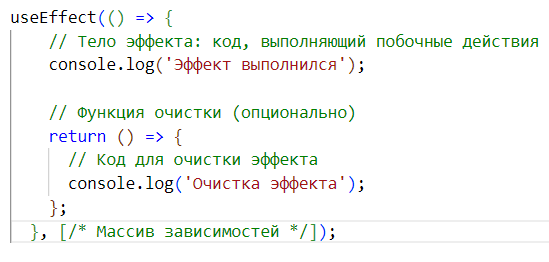 useEffect(() => {
    // Тело эффекта: код, выполняющий побочные действия
    console.log('Эффект выполнился');

    // Функция очистки (опционально)
    return () => {
      // Код для очистки эффекта
      console.log('Очистка эффекта');
    };
  }, [/* Массив зависимостей */]);